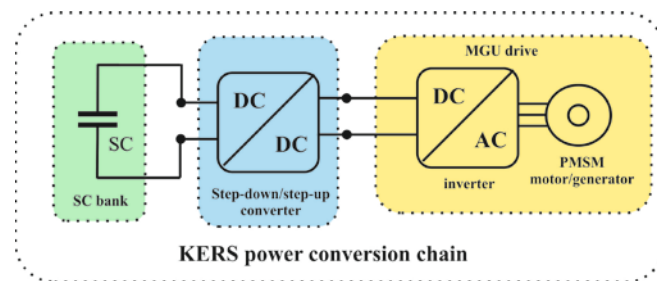 MGU drive
DC
DC
DC
AC
SC
SC bank
Step-down/step-up
converter
inverter
PMSM
motor/generator
KERS power conversion chain